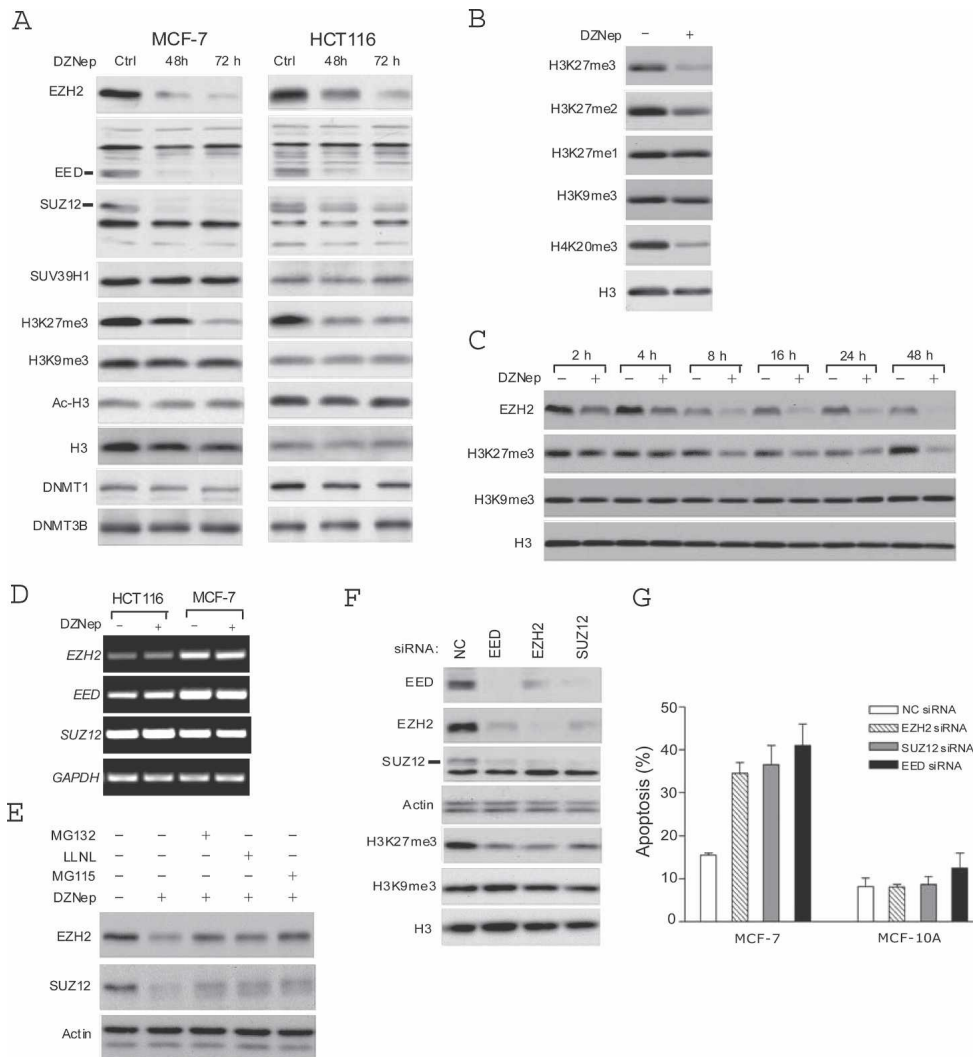 A
MCF-7 HCT116
DZNep Ctrl 48h 72 h Ctrl 48h 72 h
EZH2
EED
SUZ12
SUV39H1
H3K27me3
H3K9me3
Ac-H3
H3
DNMT1
DNMT3B
B
DZNep − +
H3K27me3
H3K27me2
H3K27me1
H3K9me3
H4K20me3
H3
C
2 h 4 h 8 h 16 h 24 h 48 h
DZNep − + − + − + − + − + − +
EZH2
H3K27me3
H3K9me3
H3
D
HCT116 MCF-7
DZNep − + − +
EZH2
EED
SUZ12
GAPDH
E
MG132 − − + − −
LLNL − − − + −
MG115 − − − − +
DZNep − + + + +
EZH2
SUZ12
Actin
F
siRNA: NC EED EZH2 SUZ12
EED
EZH2
SUZ12
Actin
H3K27me3
H3K9me3
H3
G
NC siRNA
EZH2 siRNA
SUZ12 siRNA
EED siRNA
Apoptosis (%)
50
40
30
20
10
0
MCF-7 MCF-10A